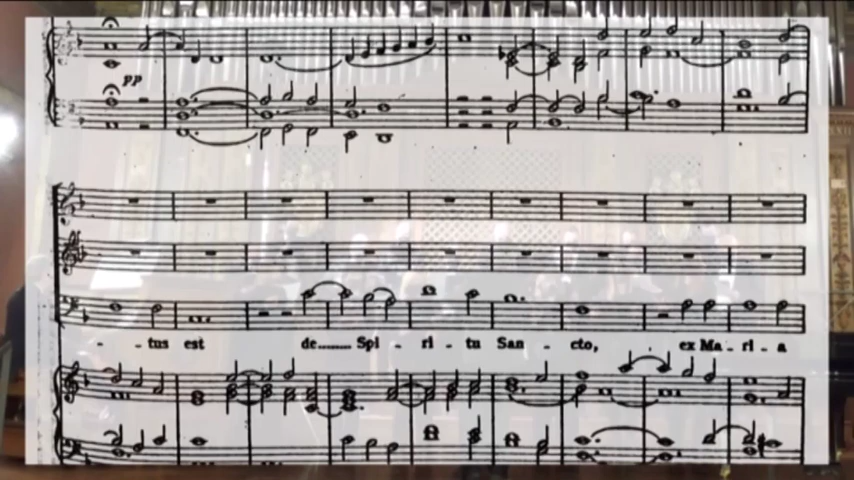 pp
- - tus est de........ Spi - ri - tu San - cto, ex Ma - ri - a